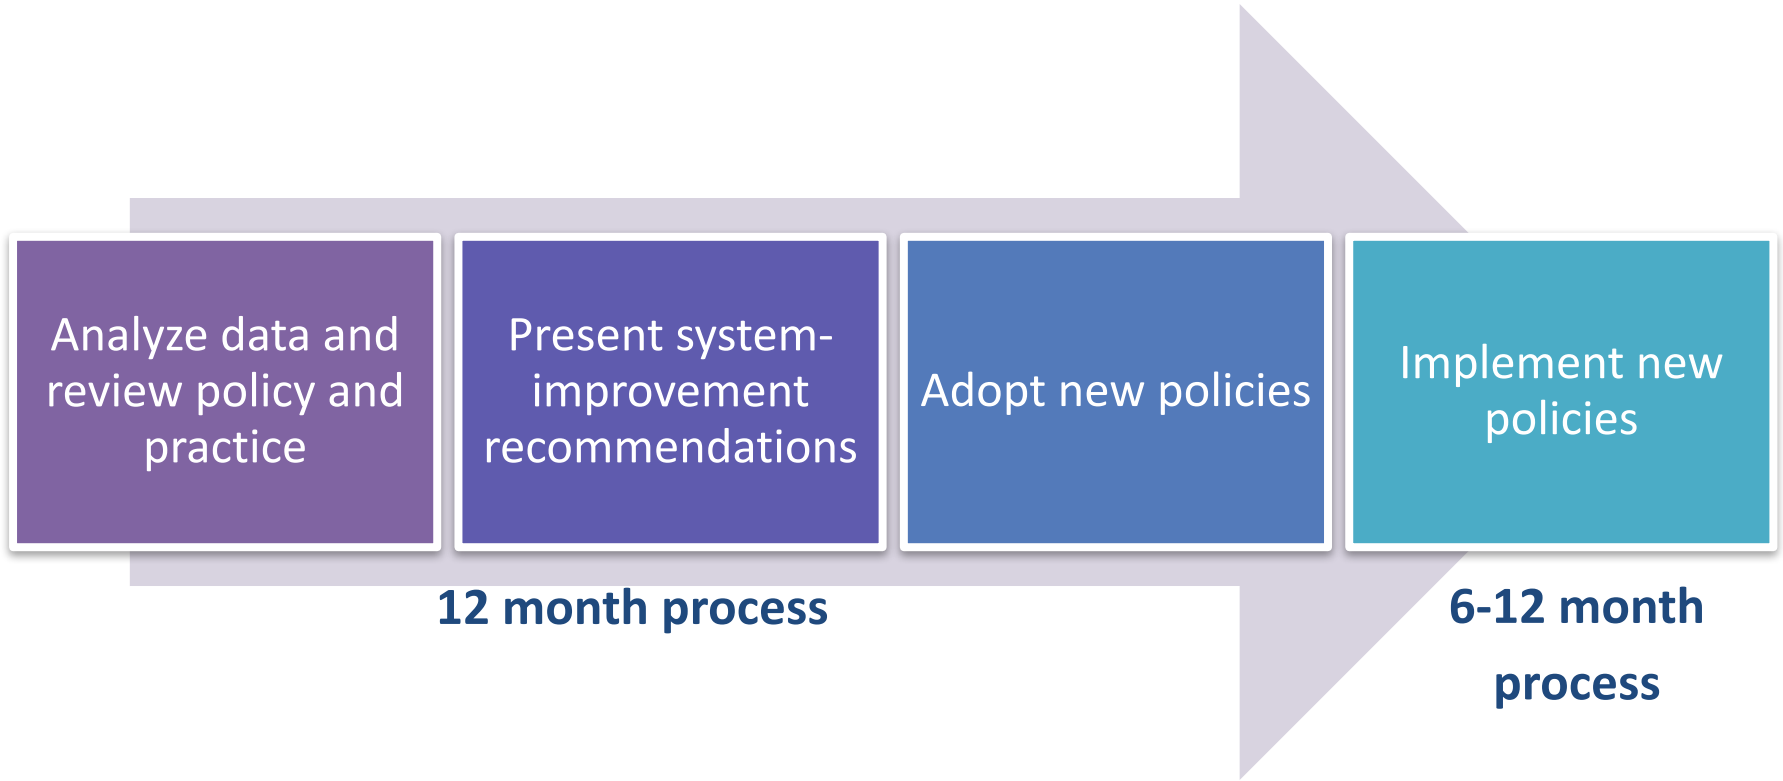 Analyze data and
review policy and
practice
Present system-
improvement
recommendations
Adopt new policies
Implement new
policies
12 month process
6-12 month
process